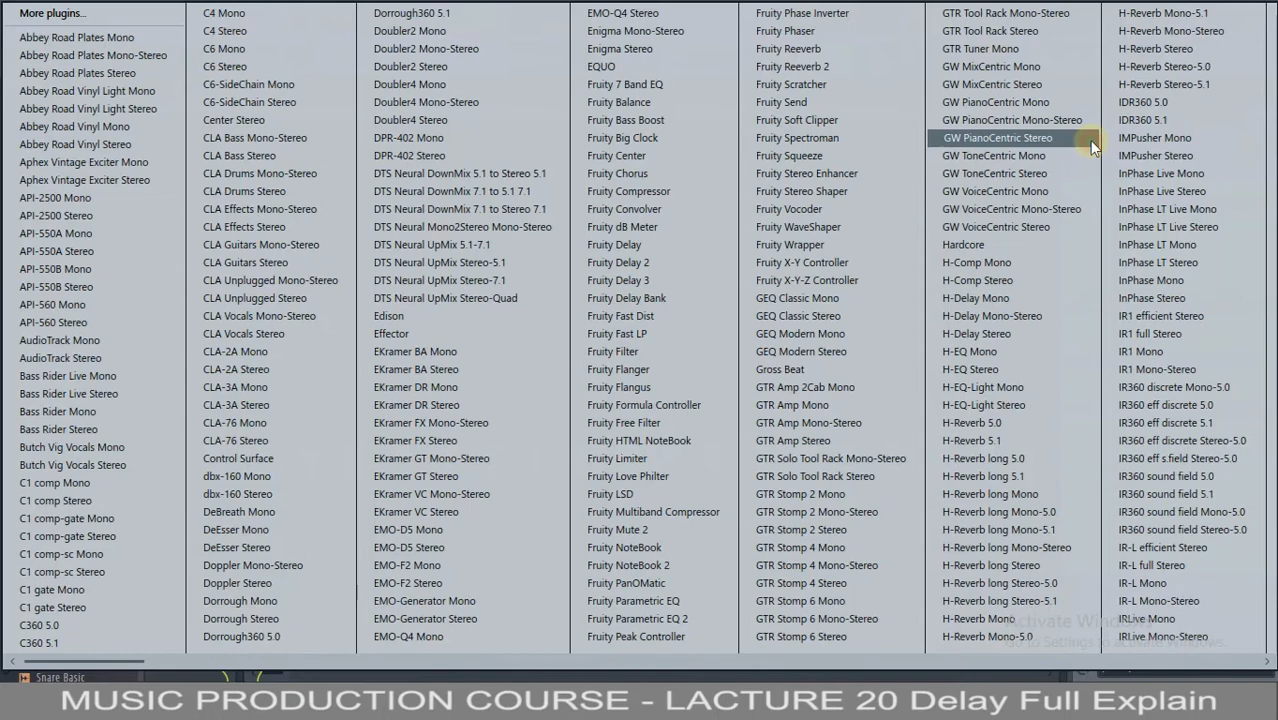 More plugins...
Abbey Road Plates Mono
Abbey Road Plates Mono-Stereo
Abbey Road Plates Stereo
Abbey Road Vinyl Light Mono
Abbey Road Vinyl Light Stereo
Abbey Road Vinyl Mono
Abbey Road Vinyl Stereo
Aphex Vintage Exciter Mono
Aphex Vintage Exciter Stereo
API-2500 Mono
API-2500 Stereo
API-550A Mono
API-550A Stereo
API-550B Mono
API-550B Stereo
API-560 Mono
API-560 Stereo
AudioTrack Mono
AudioTrack Stereo
Bass Rider Live Mono
Bass Rider Live Stereo
Bass Rider Mono
Bass Rider Stereo
Butch Vig Vocals Mono
Butch Vig Vocals Stereo
C1 comp Mono
C1 comp Stereo
C1 comp-gate Mono
C1 comp-gate Stereo
C1 comp-sc Mono
C1 comp-sc Stereo
C1 gate Mono
C1 gate Stereo
C360 5.0
C360 5.1
C4 Mono
C4 Stereo
C6 Mono
C6 Stereo
C6-SideChain Mono
C6-SideChain Stereo
Center Stereo
CLA Bass Mono-Stereo
CLA Bass Stereo
CLA Drums Mono-Stereo
CLA Drums Stereo
CLA Effects Mono-Stereo
CLA Effects Stereo
CLA Guitars Mono-Stereo
CLA Guitars Stereo
CLA Unplugged Mono-Stereo
CLA Unplugged Stereo
CLA Vocals Mono-Stereo
CLA Vocals Stereo
CLA-2A Mono
CLA-2A Stereo
CLA-3A Mono
CLA-3A Stereo
CLA-76 Mono
CLA-76 Stereo
Control Surface
dbx-160 Mono
dbx-160 Stereo
DeBreath Mono
DeEsser Mono
DeEsser Stereo
Doppler Mono-Stereo
Doppler Stereo
Dorrough Mono
Dorrough Stereo
Dorrough360 5.0
Dorrough360 5.1
Doubler2 Mono
Doubler2 Mono-Stereo
Doubler2 Stereo
Doubler4 Mono
Doubler4 Mono-Stereo
Doubler4 Stereo
DPR-402 Mono
DPR-402 Stereo
DTS Neural DownMix 5.1 to Stereo 5.1
DTS Neural DownMix 7.1 to 5.1 7.1
DTS Neural DownMix 7.1 to Stereo 7.1
DTS Neural Mono2Stereo Mono-Stereo
DTS Neural UpMix 5.1-7.1
DTS Neural UpMix Stereo-5.1
DTS Neural UpMix Stereo-7.1
DTS Neural UpMix Stereo-Quad
Edison
Effector
EKramer BA Mono
EKramer BA Stereo
EKramer DR Mono
EKramer DR Stereo
EKramer FX Mono-Stereo
EKramer FX Stereo
EKramer GT Mono-Stereo
EKramer GT Stereo
EKramer VC Mono-Stereo
EKramer VC Stereo
EMO-D5 Mono
EMO-D5 Stereo
EMO-F2 Mono
EMO-F2 Stereo
EMO-Generator Mono
EMO-Generator Stereo
EMO-Q4 Mono
EMO-Q4 Stereo
Enigma Mono-Stereo
Enigma Stereo
EQUO
Fruity 7 Band EQ
Fruity Balance
Fruity Bass Boost
Fruity Big Clock
Fruity Center
Fruity Chorus
Fruity Compressor
Fruity Convolver
Fruity dB Meter
Fruity Delay
Fruity Delay 2
Fruity Delay 3
Fruity Delay Bank
Fruity Fast Dist
Fruity Fast LP
Fruity Filter
Fruity Flanger
Fruity Flangus
Fruity Formula Controller
Fruity Free Filter
Fruity HTML NoteBook
Fruity Limiter
Fruity Love Philter
Fruity LSD
Fruity Multiband Compressor
Fruity Mute 2
Fruity NoteBook
Fruity NoteBook 2
Fruity PanOMatic
Fruity Parametric EQ
Fruity Parametric EQ 2
Fruity Peak Controller
Fruity Phase Inverter
Fruity Phaser
Fruity Reeverb
Fruity Reeverb 2
Fruity Scratcher
Fruity Send
Fruity Soft Clipper
Fruity Spectroman
Fruity Squeeze
Fruity Stereo Enhancer
Fruity Stereo Shaper
Fruity Vocoder
Fruity WaveShaper
Fruity Wrapper
Fruity X-Y Controller
Fruity X-Y-Z Controller
GEQ Classic Mono
GEQ Classic Stereo
GEQ Modern Mono
GEQ Modern Stereo
Gross Beat
GTR Amp 2Cab Mono
GTR Amp Mono
GTR Amp Mono-Stereo
GTR Amp Stereo
GTR Solo Tool Rack Mono-Stereo
GTR Solo Tool Rack Stereo
GTR Stomp 2 Mono
GTR Stomp 2 Mono-Stereo
GTR Stomp 2 Stereo
GTR Stomp 4 Mono
GTR Stomp 4 Mono-Stereo
GTR Stomp 4 Stereo
GTR Stomp 6 Mono
GTR Stomp 6 Mono-Stereo
GTR Stomp 6 Stereo
GTR Tool Rack Mono-Stereo
GTR Tool Rack Stereo
GTR Tuner Mono
GW MixCentric Mono
GW MixCentric Stereo
GW PianoCentric Mono
GW PianoCentric Mono-Stereo
GW PianoCentric Stereo
GW ToneCentric Mono
GW ToneCentric Stereo
GW VoiceCentric Mono
GW VoiceCentric Mono-Stereo
GW VoiceCentric Stereo
Hardcore
H-Comp Mono
H-Comp Stereo
H-Delay Mono
H-Delay Mono-Stereo
H-Delay Stereo
H-EQ Mono
H-EQ Stereo
H-EQ-Light Mono
H-EQ-Light Stereo
H-Reverb 5.0
H-Reverb 5.1
H-Reverb long 5.0
H-Reverb long 5.1
H-Reverb long Mono
H-Reverb long Mono-5.0
H-Reverb long Mono-5.1
H-Reverb long Mono-Stereo
H-Reverb long Stereo
H-Reverb long Stereo-5.0
H-Reverb long Stereo-5.1
H-Reverb Mono
H-Reverb Mono-5.0
H-Reverb Mono-5.1
H-Reverb Mono-Stereo
H-Reverb Stereo
H-Reverb Stereo-5.0
H-Reverb Stereo-5.1
IDR360 5.0
IDR360 5.1
IMPusher Mono
IMPusher Stereo
InPhase Live Mono
InPhase Live Stereo
InPhase LT Live Mono
InPhase LT Live Stereo
InPhase LT Mono
InPhase LT Stereo
InPhase Mono
InPhase Stereo
IR1 efficient Stereo
IR1 full Stereo
IR1 Mono
IR1 Mono-Stereo
IR360 discrete Mono-5.0
IR360 eff discrete 5.0
IR360 eff discrete 5.1
IR360 eff discrete Stereo-5.0
IR360 eff s.field Stereo-5.0
IR360 sound field 5.0
IR360 sound field 5.1
IR360 sound field Mono-5.0
IR360 sound field Stereo-5.0
IR-L efficient Stereo
IR-L full Stereo
IR-L Mono
IR-L Mono-Stereo
IRLive Mono
IRLive Mono-Stereo
Activate Windows
Go to Settings to activate Windows.
Snare Basic
MUSIC PRODUCTION COURSE - LACTURE 20 Delay Full Explain